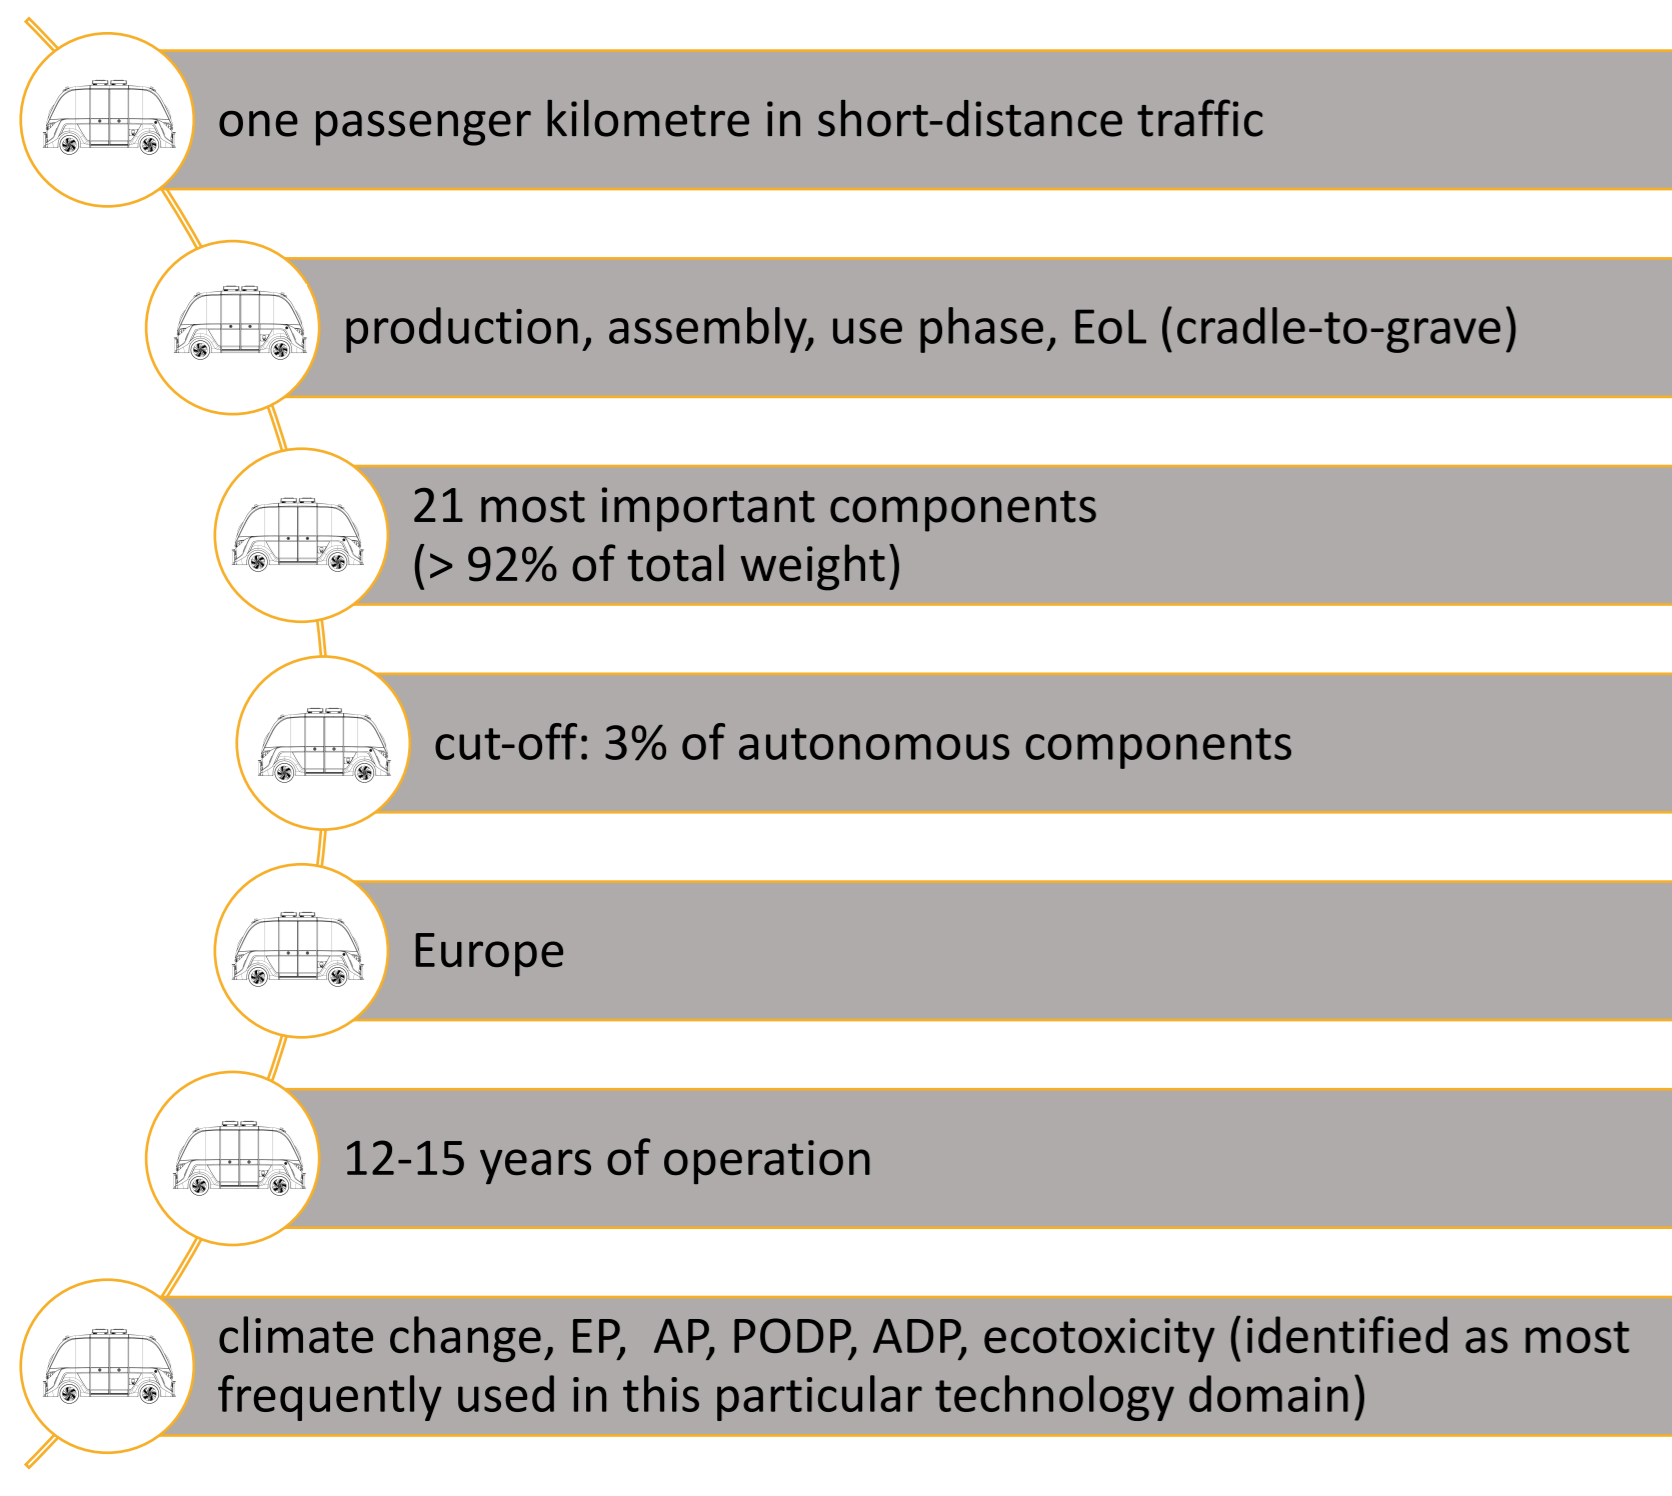 one passenger kilometre in short-distance traffic
production, assembly, use phase, EoL (cradle-to-grave)
21 most important components
(> 92% of total weight)
cut-off: 3% of autonomous components
Europe
12-15 years of operation
climate change, EP, AP, PODP, ADP, ecotoxicity (identified as most
frequently used in this particular technology domain)